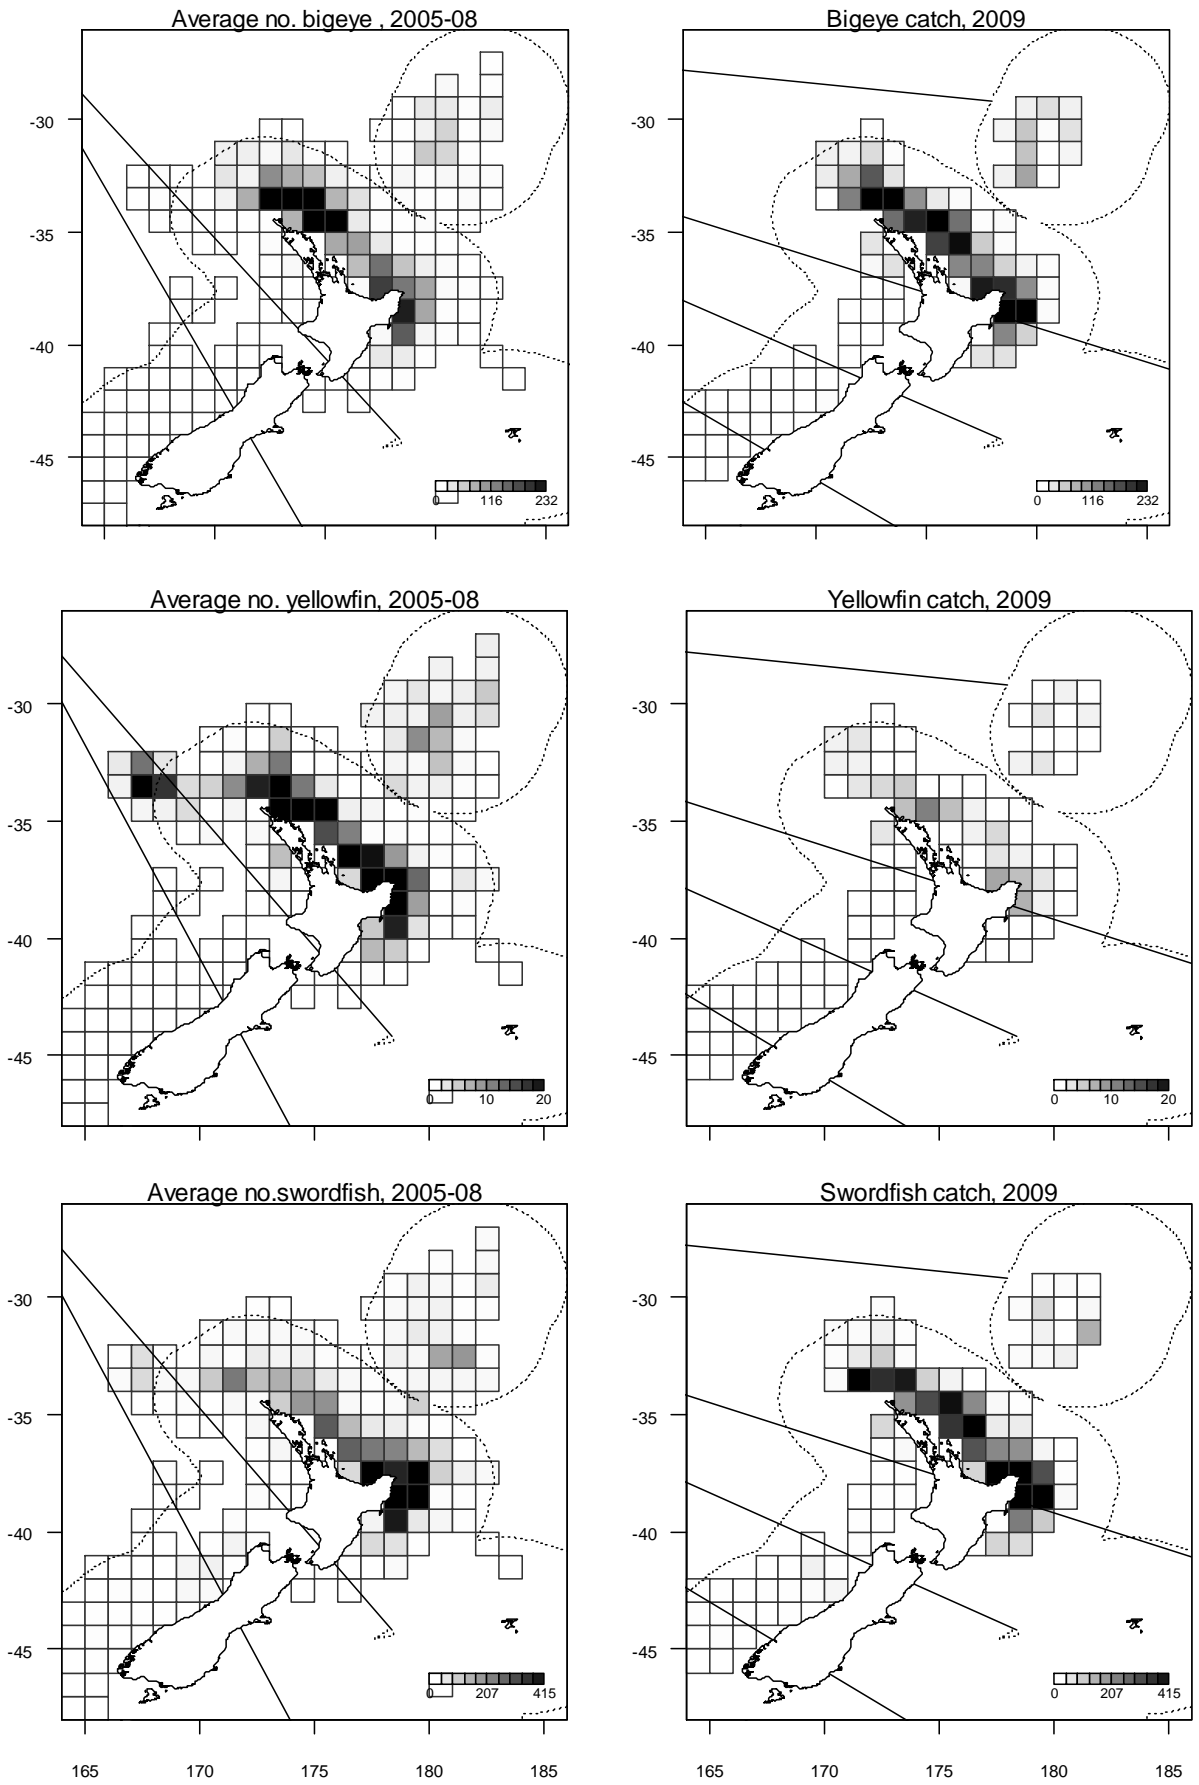 Average no. bigeye , 2005-08
Bigeye catch, 2009
-30
-35
-40
-45
0 116 232
-30
-35
-40
-45
0 116 232
Average no. yellowfin, 2005-08
Yellowfin catch, 2009
-30
-35
-40
-45
0 10 20
-30
-35
-40
-45
0 10 20
Average no.swordfish, 2005-08
Swordfish catch, 2009
-30
-35
-40
-45
0 207 415
-30
-35
-40
-45
0 207 415
165 170 175 180 185
165 170 175 180 185